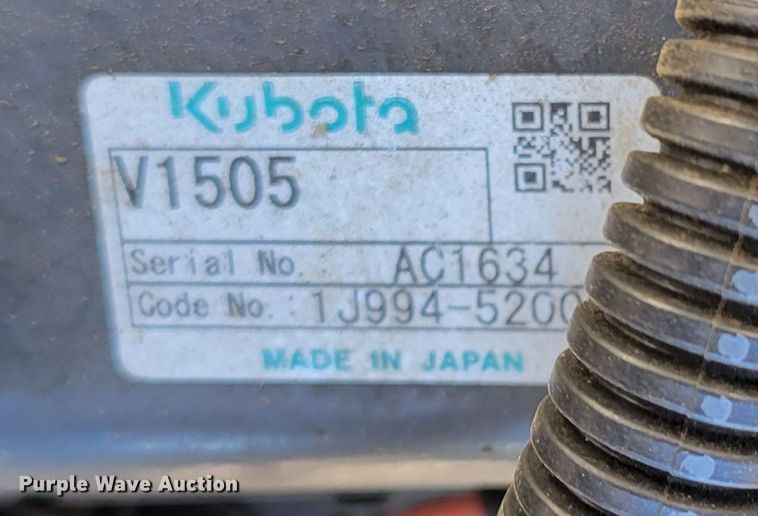 Kubota
V1505
Serial No. AC1634
Code No. : 1J994-5200
MADE IN JAPAN
Purple Wave Auction